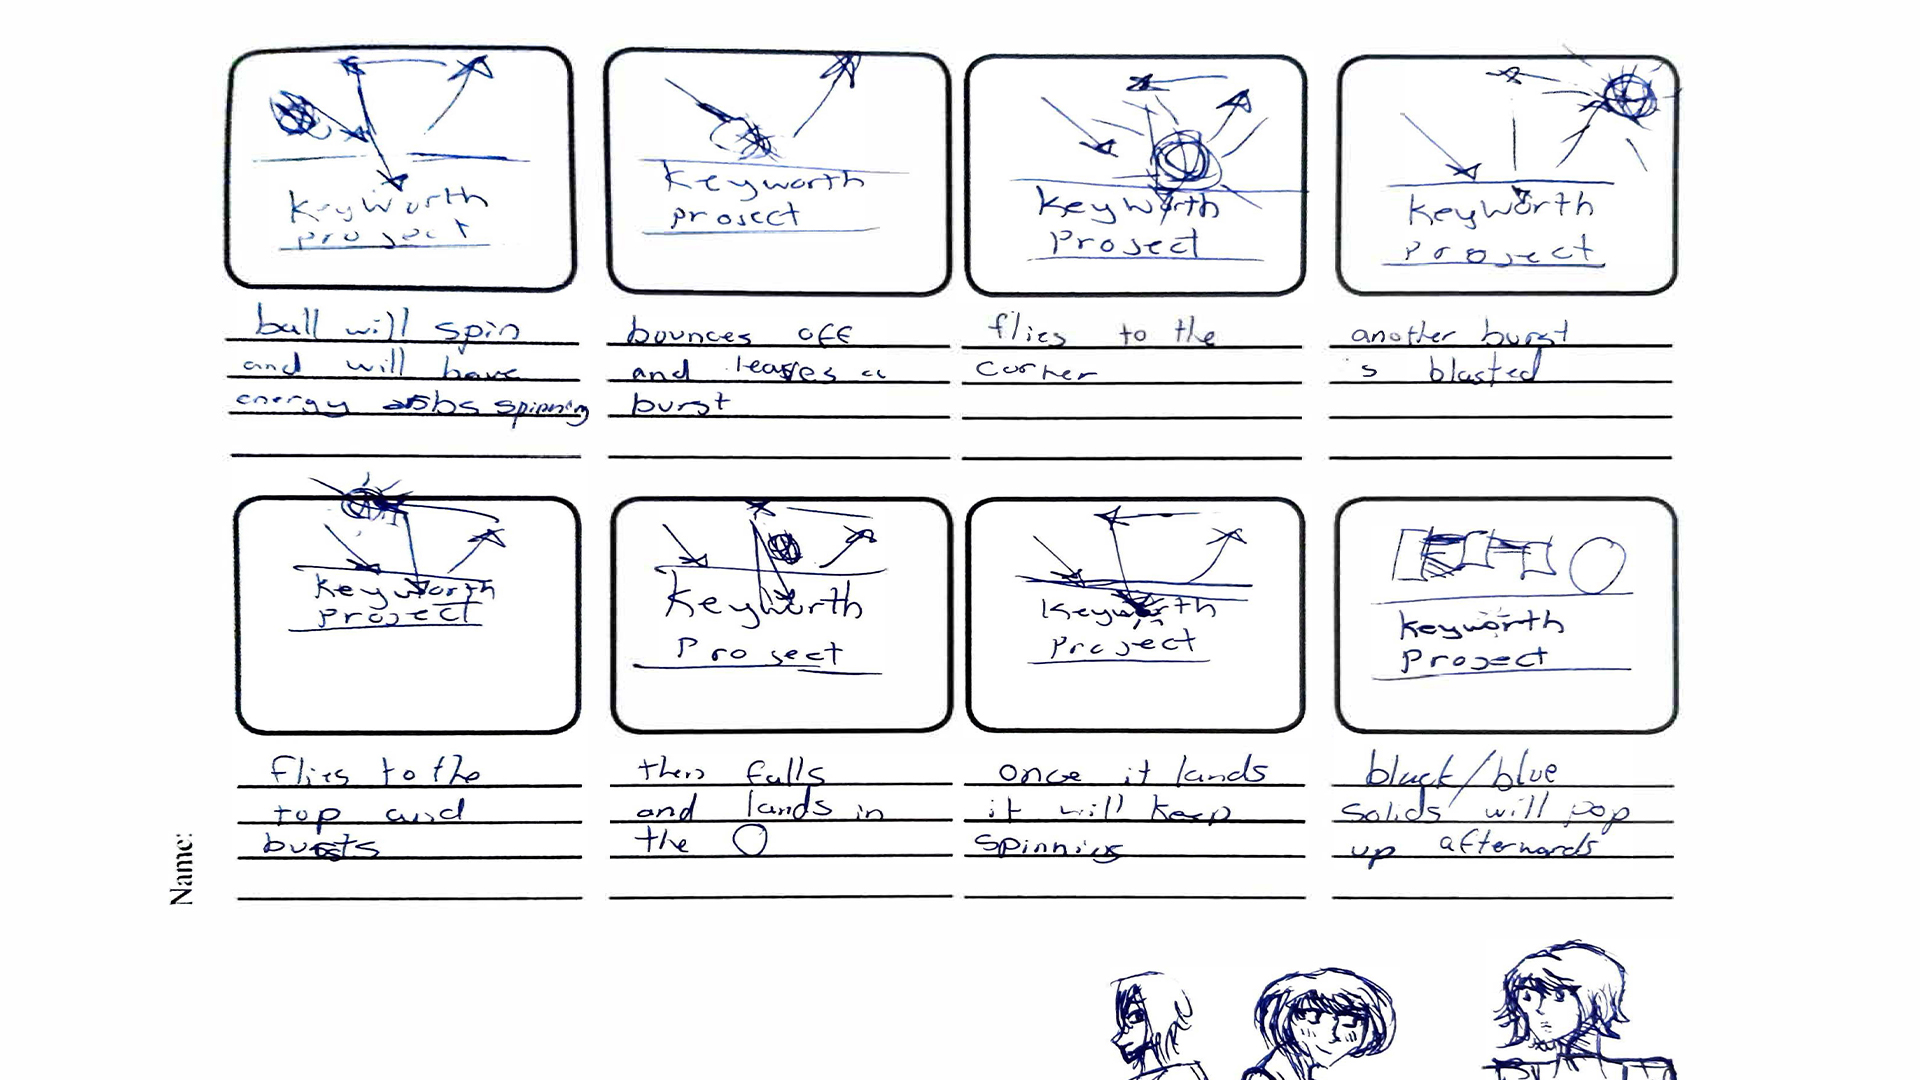 Keyworth
project
Keyworth
project
Keyworth
Project
Keyworth
Project
ball will spin
and will have
energy spinning
bounces off
and leaves a
burst
flies to the
corner
another burst
is blasted
Keyworth
project
Keyworth
Project
Keyworth
Project
Keyworth
Project
flies to the
top and
bursts
then falls
and lands in
the O
once it lands
it will keep
spinning
black/blue
solids will pop
up afterwards
Name: